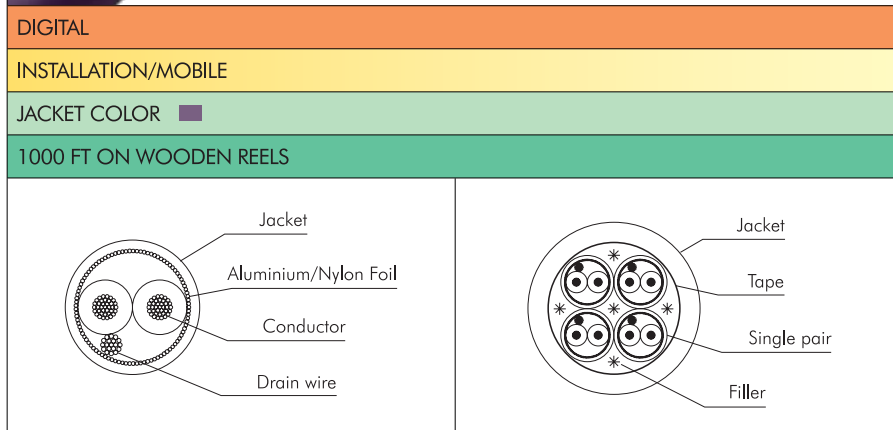 DIGITAL
INSTALLATION/MOBILE
JACKET COLOR
1000 FT ON WOODEN REELS
Jacket
Aluminium/Nylon Foil
Conductor
Drain wire
Jacket
Tape
Single pair
Filler